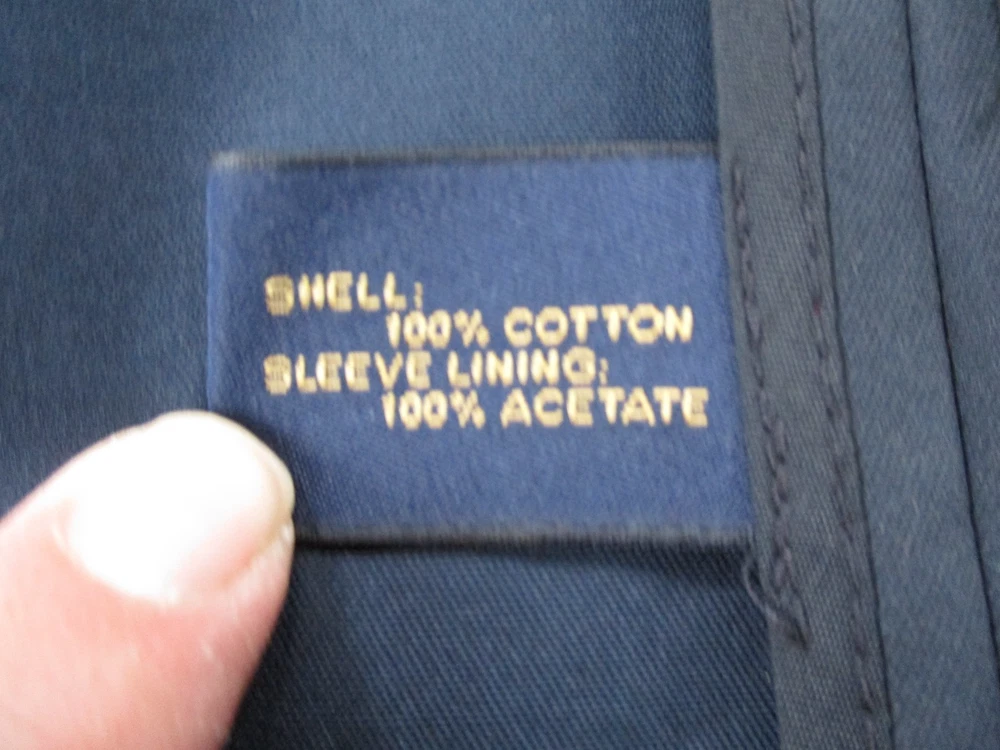 SHELL:
100% COTTON
SLEEVE LINING:
100% ACETATE